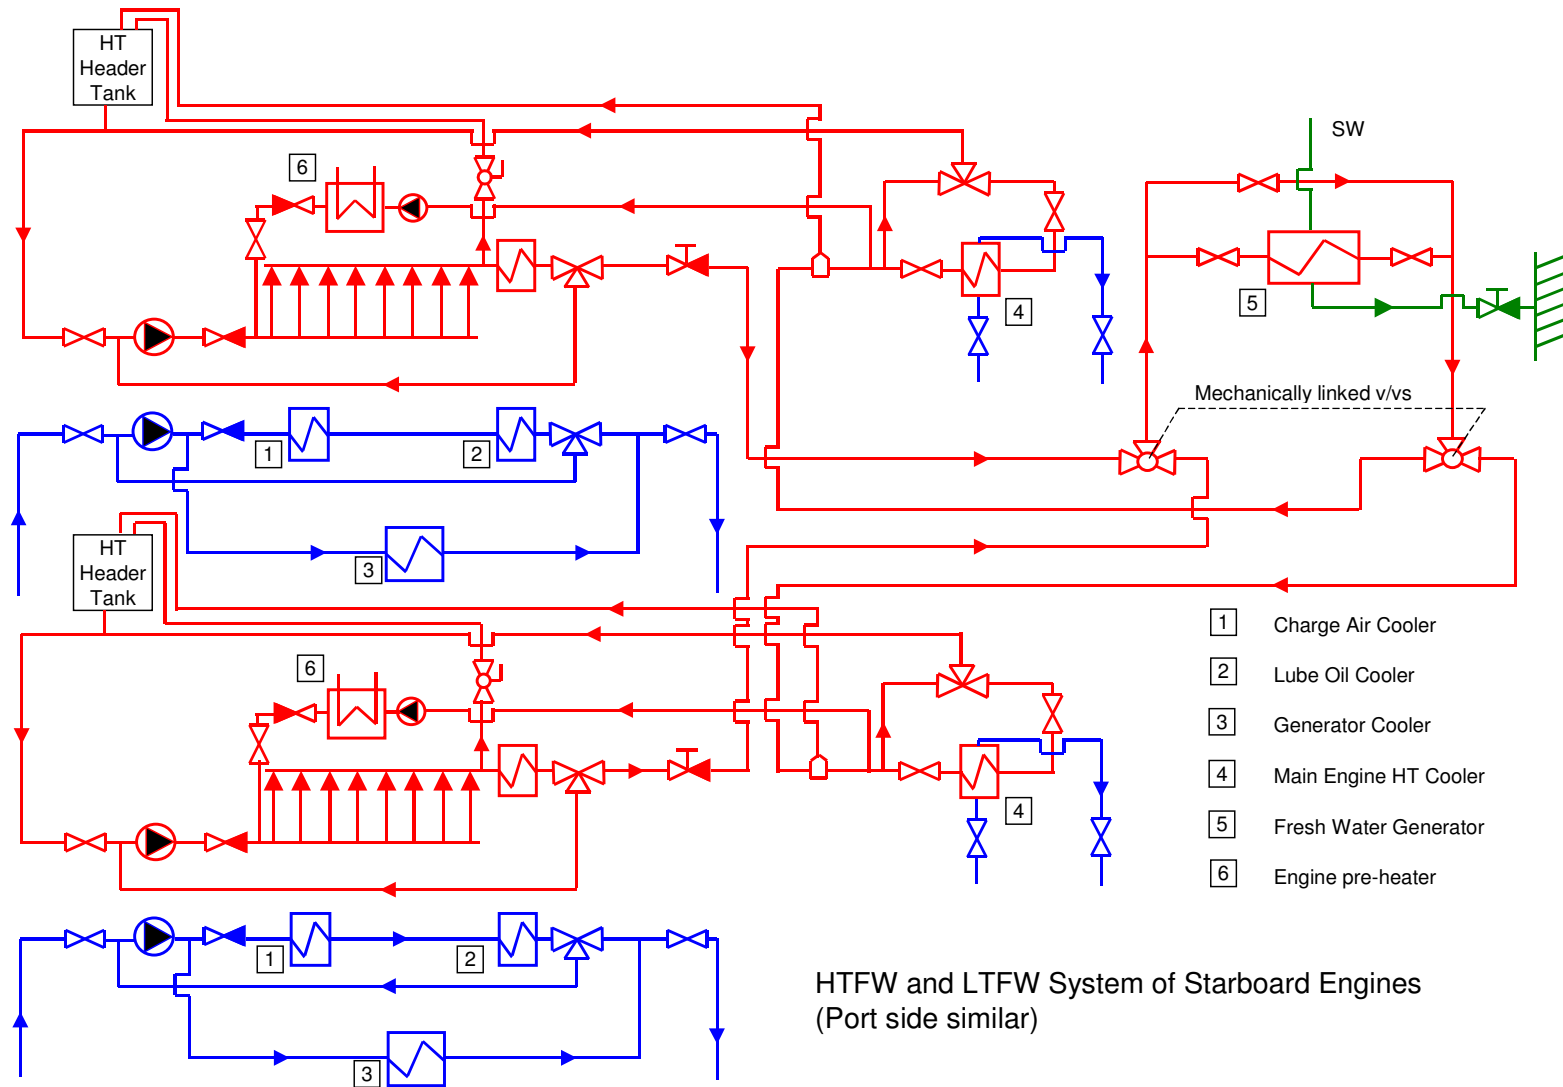 HT
Header
Tank
SW
6
4
5
Mechanically linked v/vs
1
2
3
HT
Header
Tank
6
4
1
2
3
1 Charge Air Cooler
2 Lube Oil Cooler
3 Generator Cooler
4 Main Engine HT Cooler
5 Fresh Water Generator
6 Engine pre-heater
HTFW and LTFW System of Starboard Engines
(Port side similar)